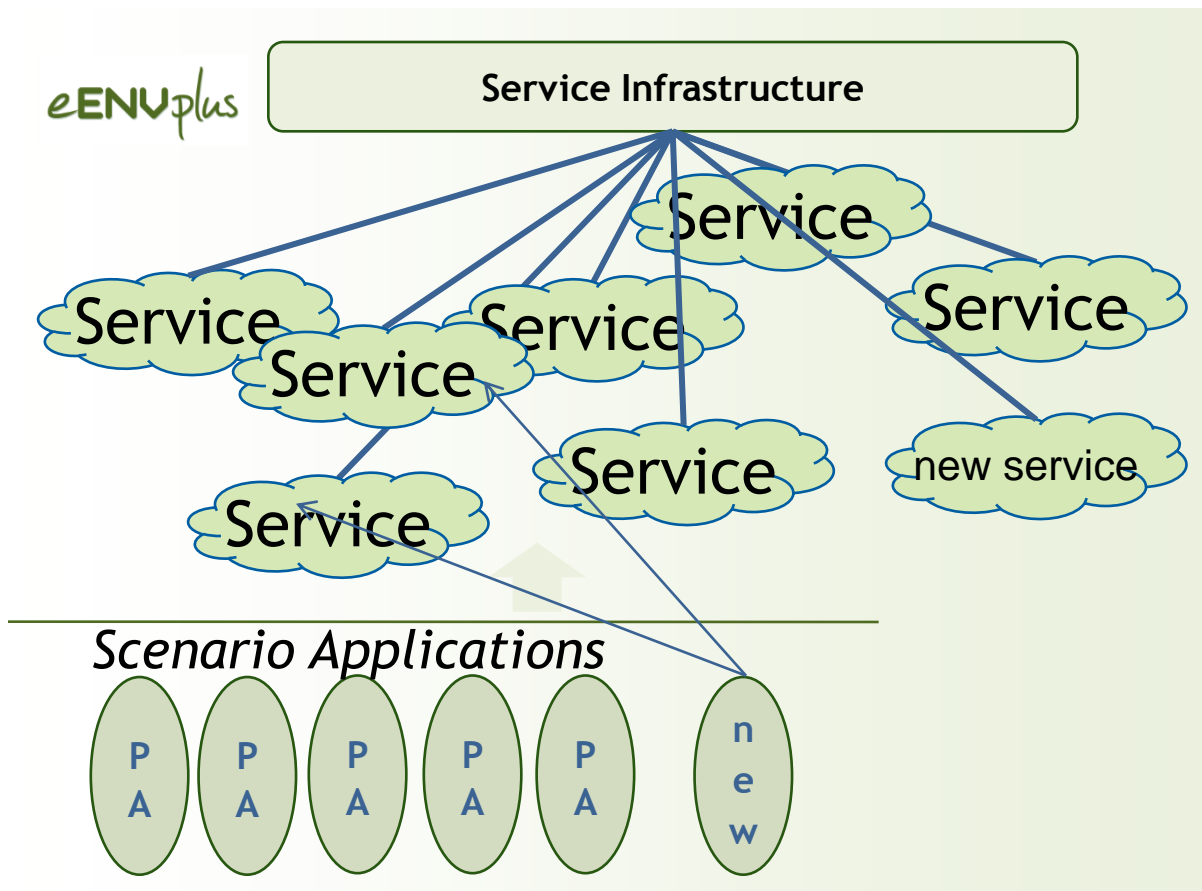 eENVplus
Service Infrastructure
Service
Service
Service
Service
Service
Service
new service
Service
Scenario Applications
P
A
P
A
P
A
P
A
P
A
n
e
w